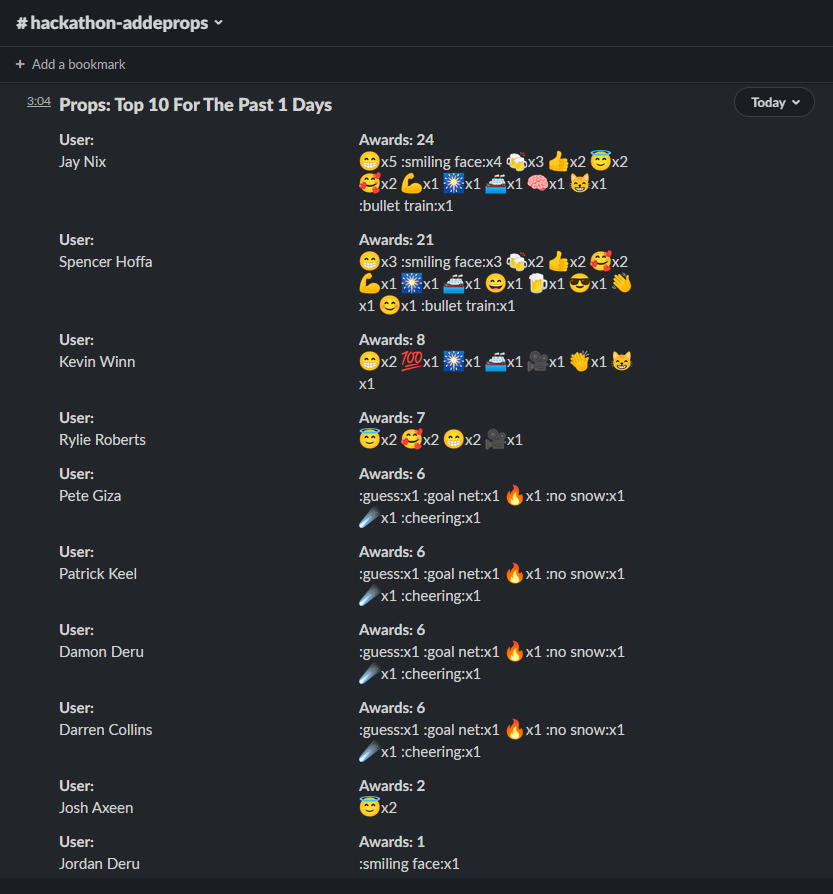 # hackathon-addeprops
+ Add a bookmark
3:04 Props: Top 10 For The Past 1 Days
Today
User: Awards: 24
Jay Nix 😁x5 :smiling face:x4 🍻x3 👍x2 😇x2
🥰x2 💪x1 🎇x1 🚢x1 🧠x1 😸x1
:bullet train:x1
User: Awards: 21
Spencer Hoffa 😁x3 :smiling face:x3 🍻x2 👍x2 🥰x2
💪x1 🎇x1 🚢x1 😄x1 🍺x1 😎x1 👋
x1 😊x1 :bullet train:x1
User: Awards: 8
Kevin Winn 😁x2 💯x1 🎇x1 🚢x1 🎥x1 👏x1 😸
x1
User: Awards: 7
Rylie Roberts 😇x2 🥰x2 😁x2 🎥x1
User: Awards: 6
Pete Giza :guess:x1 :goal net:x1 🔥x1 :no snow:x1
☄️x1 :cheering:x1
User: Awards: 6
Patrick Keel :guess:x1 :goal net:x1 🔥x1 :no snow:x1
☄️x1 :cheering:x1
User: Awards: 6
Damon Deru :guess:x1 :goal net:x1 🔥x1 :no snow:x1
☄️x1 :cheering:x1
User: Awards: 6
Darren Collins :guess:x1 :goal net:x1 🔥x1 :no snow:x1
☄️x1 :cheering:x1
User: Awards: 2
Josh Axeen 😇x2
User: Awards: 1
Jordan Deru :smiling face:x1